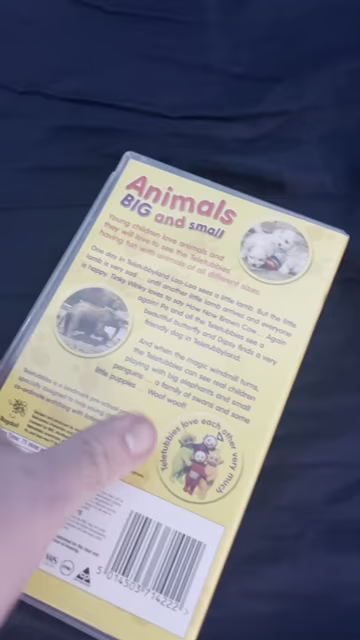 Animals
BIG and small
Young children love animals and
they will love to see the Teletubbies
having fun with animals of all different sizes.
One day in Teletubbyland Laa-Laa sees a little lamb. But the little
lamb is very sad ... until another little lamb arrives and everyone
is happy. Tinky Winky loves to say How Now Brown Cow... Again
again! Po and all the Teletubbies see a
beautiful butterfly and Dipsy finds a very
friendly dog in Teletubbyland.
And when the magic windmill turns,
the Teletubbies can see real children
playing with big elephants and small
penguins ... a family of swans and some
little puppies. Woof woof!
Teletubbies love each other very much
Ragdoll
5 014503 714222 >